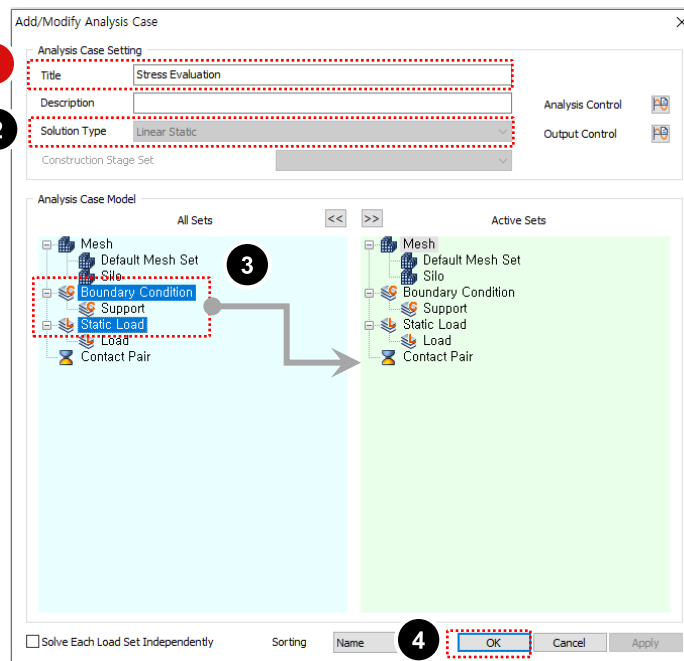 Add/Modify Analysis Case
Analysis Case Setting
Title Stress Evaluation
Description Analysis Control
2 Solution Type Linear Static Output Control
Construction Stage Set
Analysis Case Model
All Sets << >> Active Sets
Mesh Mesh
Default Mesh Set 3 Default Mesh Set
Silo Silo
Boundary Condition Boundary Condition
Support Support
Static Load Static Load
Load Load
Contact Pair Contact Pair
Solve Each Load Set Independently Sorting Name 4 OK Cancel Apply